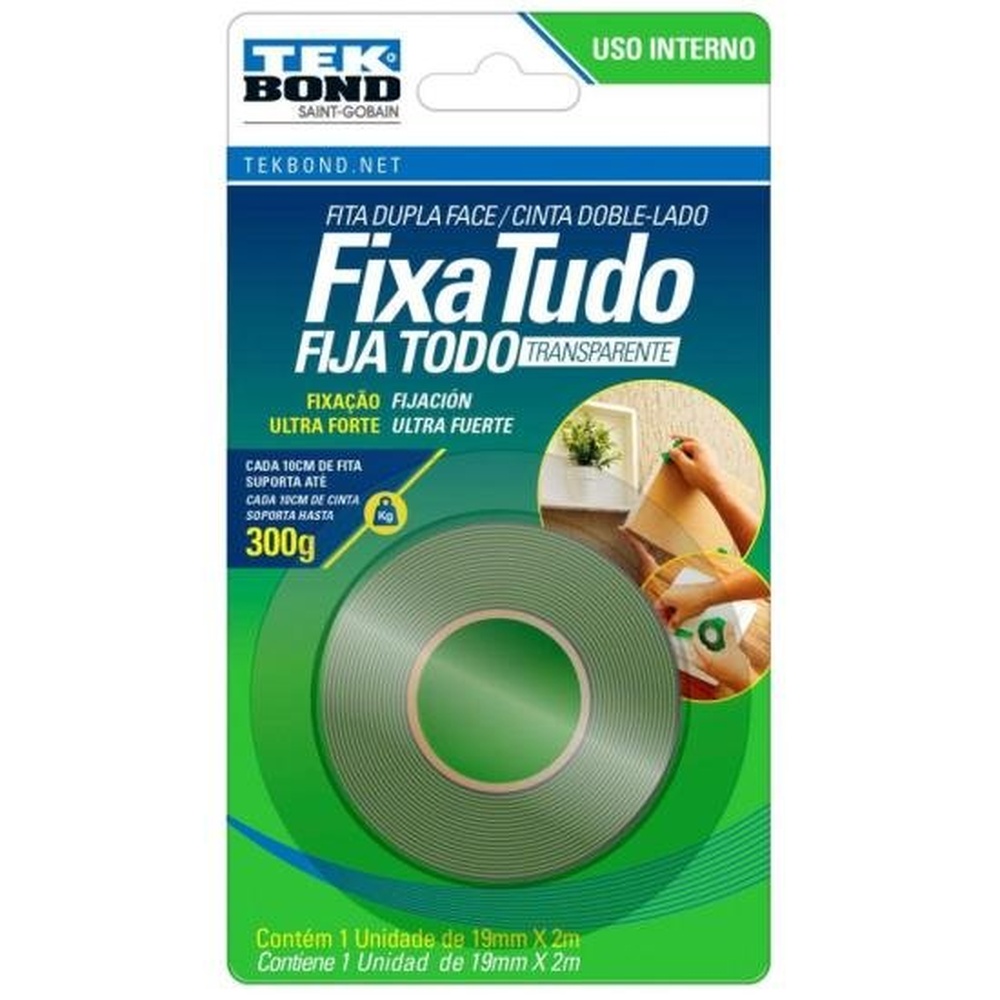 USO INTERNO
TEK
BOND
SAINT-GOBAIN
TEKBOND.NET
FITA DUPLA FACE / CINTA DOBLE-LADO
Fixa Tudo
FIJA TODO TRANSPARENTE
FIXAÇÃO FIJACIÓN
ULTRA FORTE ULTRA FUERTE
CADA 10CM DE FITA
SUPORTA ATÉ
CADA 10CM DE CINTA
SOPORTA HASTA
300g
Kg
Contém 1 Unidade de 19mm X 2m
Contiene 1 Unidad de 19mm X 2m